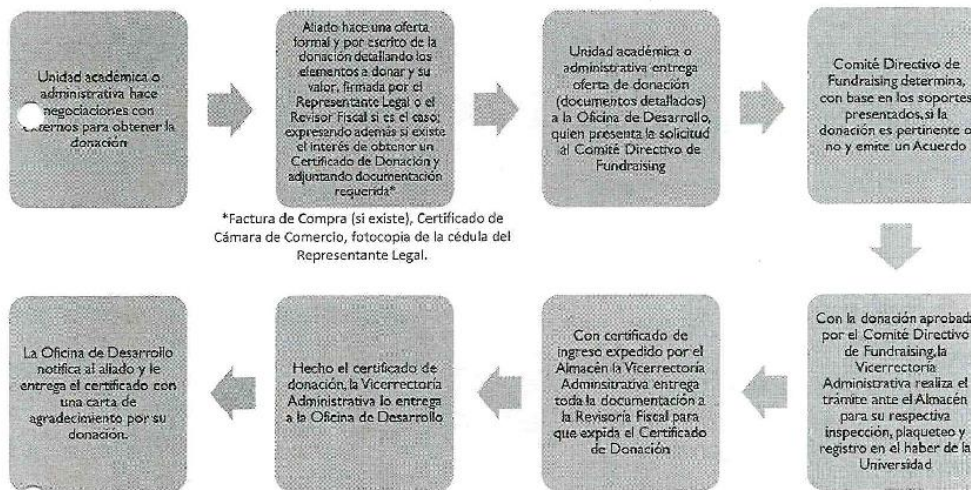 Unidad académica o
administrativa hace
negociaciones con
externos para obtener la
donación
Aliado hace una oferta
formal y por escrito de la
donación detallando los
elementos a donar y su
valor, firmada por el
Representante Legal o el
Revisor Fiscal si es el caso;
expresando además si existe
el interés de obtener un
Certificado de Donación y
adjuntando documentación
requerida*
*Factura de Compra (si existe), Certificado de
Cámara de Comercio, fotocopia de la cédula del
Representante Legal.
Unidad académica o
administrativa entrega
oferta de donación
(documentos detallados)
a la Oficina de Desarrollo,
quien presenta la solicitud
al Comité Directivo de
Fundraising
Comité Directivo de
Fundraising determina,
con base en los soportes
presentados, si la
donación es pertinente o
no y emite un Acuerdo
Con la donación aprobada
por el Comité Directivo
de Fundraising, la
Vicerrectoría
Administrativa realiza el
trámite ante el Almacén
para su respectiva
inspección, plaqueteo y
registro en el haber de la
Universidad
Con certificado de
ingreso expedido por el
Almacén la Vicerrectoría
Adminsitrativa entrega
toda la documentación a
la Revisoría Fiscal para
que expida el Certificado
de Donación
Hecho el certificado de
donación, la Vicerrectoría
Administrativa lo entrega
a la Oficina de Desarrollo
La Oficina de Desarrollo
notifica al aliado y le
entrega el certificado con
una carta de
agradecimiento por su
donación.